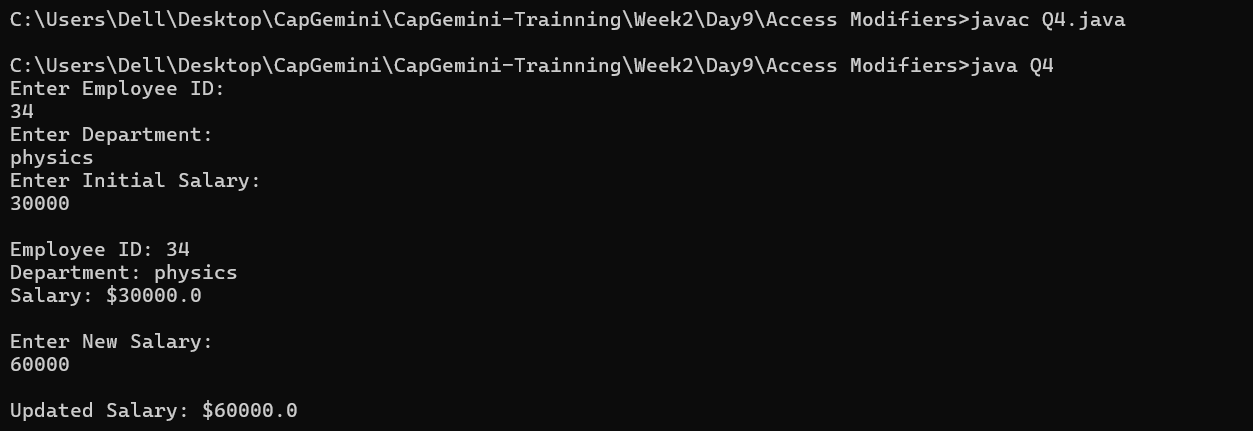 C:\Users\Dell\Desktop\CapGemini\CapGemini-Trainning\Week2\Day9\Access Modifiers>javac Q4.java
C:\Users\Dell\Desktop\CapGemini\CapGemini-Trainning\Week2\Day9\Access Modifiers>java Q4
Enter Employee ID:
34
Enter Department:
physics
Enter Initial Salary:
30000
Employee ID: 34
Department: physics
Salary: $30000.0
Enter New Salary:
60000
Updated Salary: $60000.0